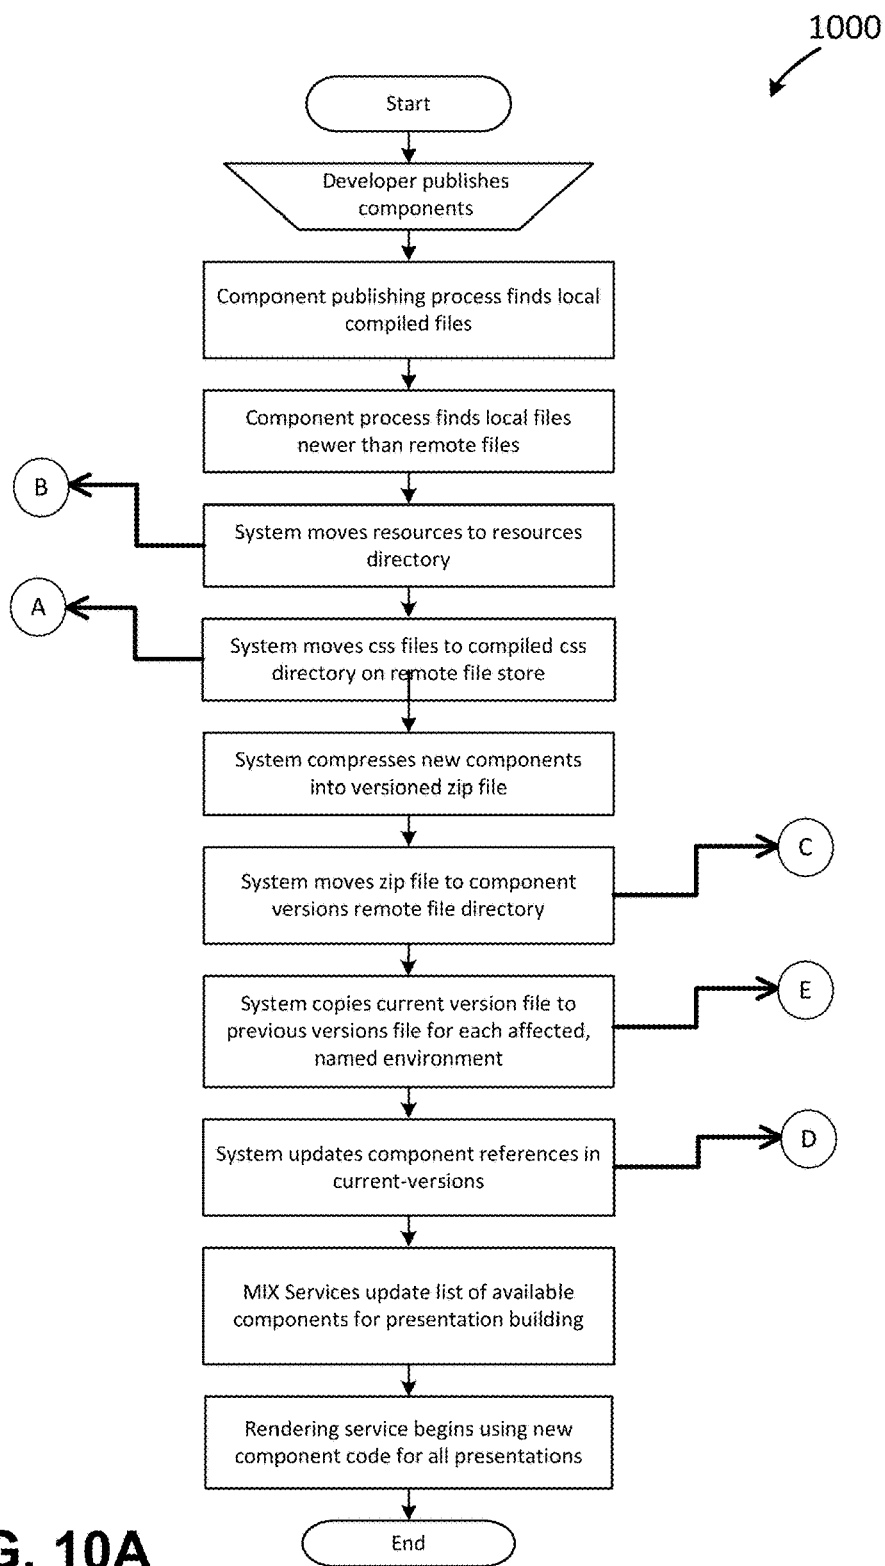 1000
Start
Developer publishes
components
Component publishing process finds local
compiled files
Component process finds local files
newer than remote files
B
System moves resources to resources
directory
A
System moves css files to compiled css
directory on remote file store
System compresses new components
into versioned zip file
C
System moves zip file to component
versions remote file directory
E
System copies current version file to
previous versions file for each affected,
named environment
D
System updates component references in
current-versions
MIX Services update list of available
components for presentation building
Rendering service begins using new
component code for all presentations
End
G. 10A